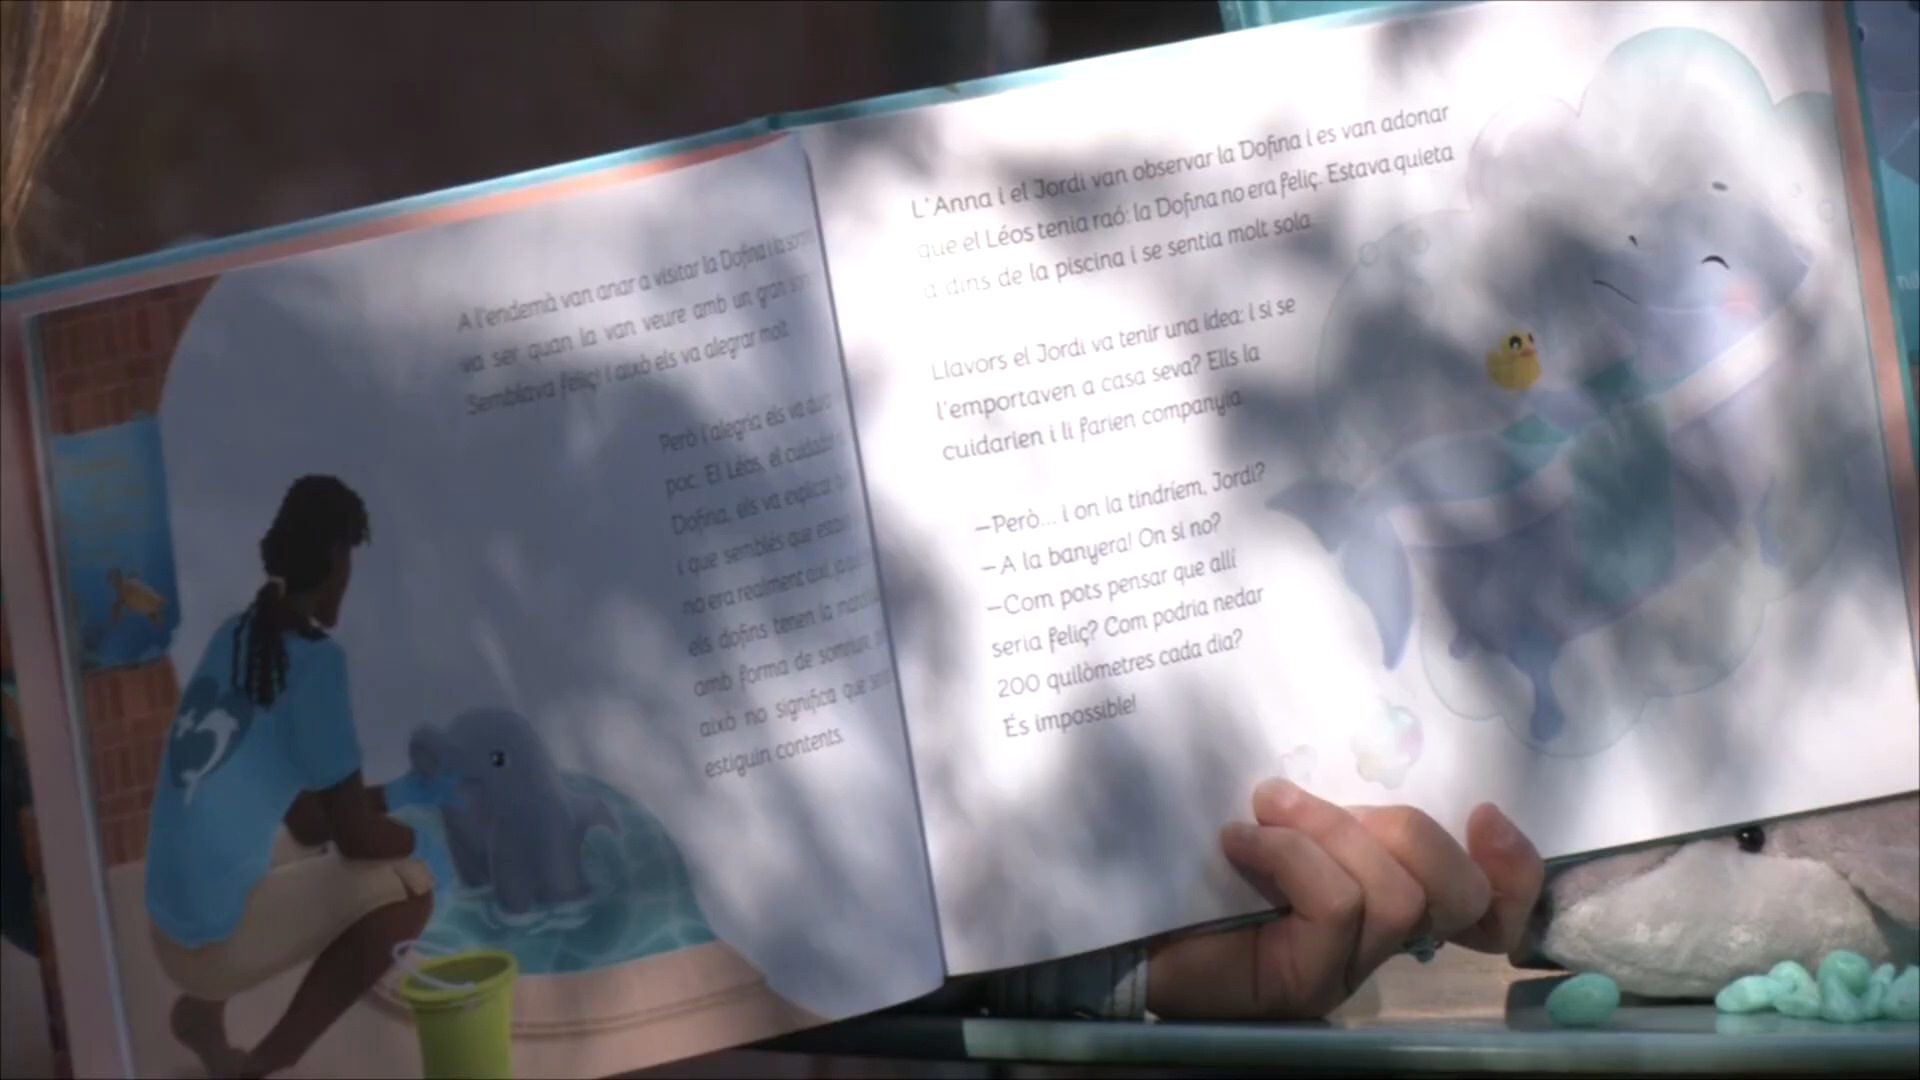 A l'endemà van anar a visitar la Dofina i la
va ser quan la van veure amb un gran
Semblava feliç! I això els va alegrar molt.
Però l'alegria els va durar
poc. El Léos, el cuidador
Dofina, els va explicar
i que semblés que estava
no era realment així, ja que
els dofins tenen la
amb forma de somriure,
això no significa que
estiguin contents.
L'Anna i el Jordi van observar la Dofina i es van adonar
que el Léos tenia raó: la Dofina no era feliç. Estava quieta
a dins de la piscina i se sentia molt sola
Llavors el Jordi va tenir una idea: i si se
l'emportaven a casa seva? Ells la
cuidarien i li farien companyia.
—Però... i on la tindríem, Jordi?
—A la banyera! On si no?
—Com pots pensar que allí
seria feliç? Com podria nedar
200 quilòmetres cada dia?
És impossible!